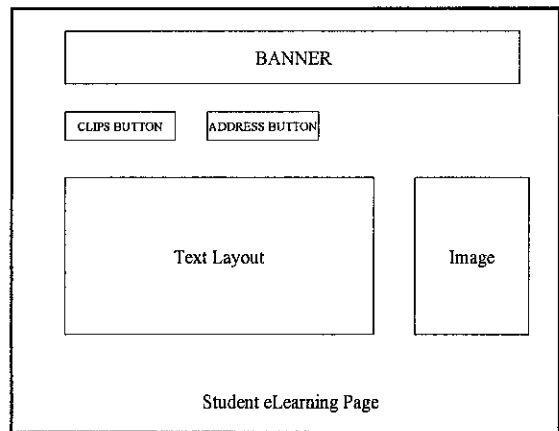 BANNER
CLIPS BUTTON ADDRESS BUTTON
Text Layout Image
Student eLearning Page